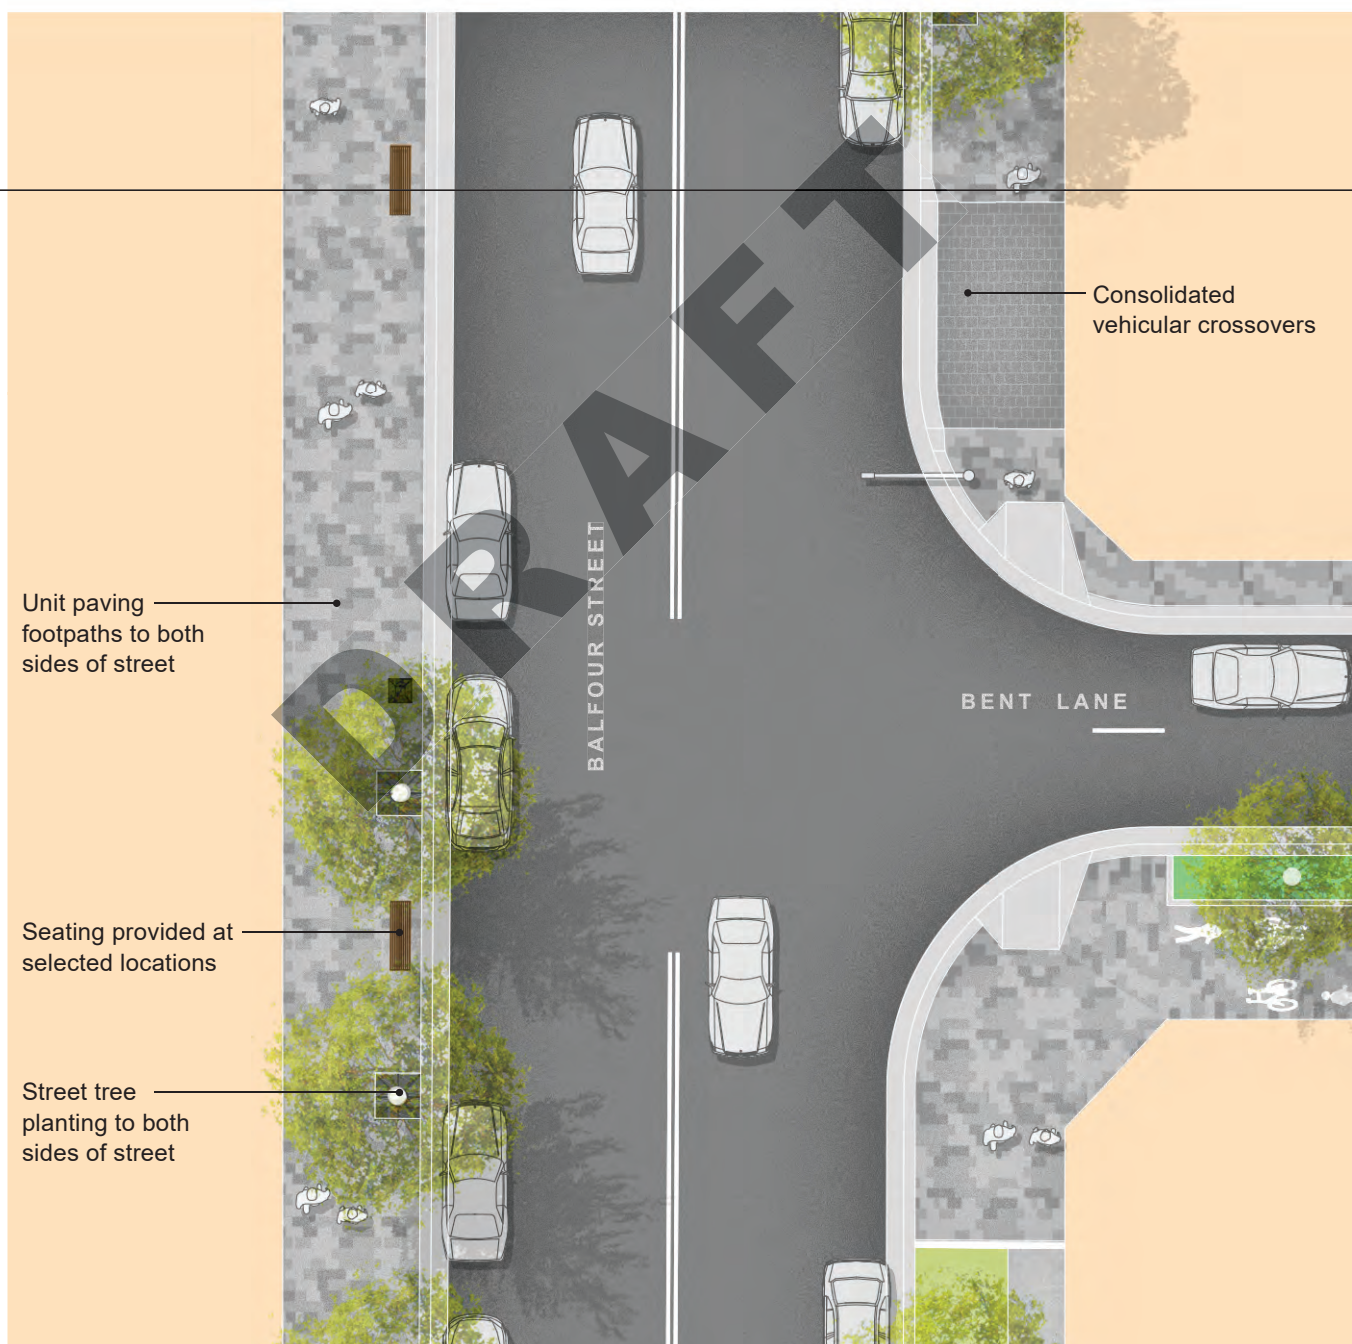 DRAFT
Consolidated
vehicular crossovers
BALFOUR STREET
Unit paving
footpaths to both
sides of street
BENT LANE
Seating provided at
selected locations
Street tree
planting to both
sides of street